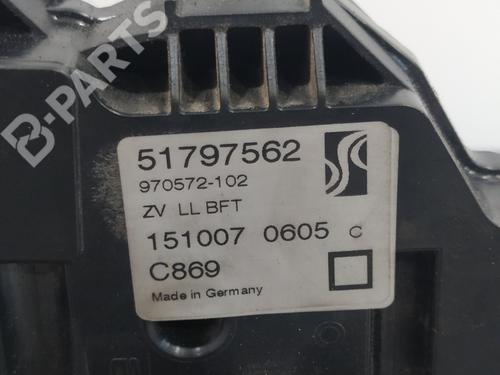 B-PARTS
51797562
970572-102
ZV LL BFT
151007 0605 C
C869
Made in Germany